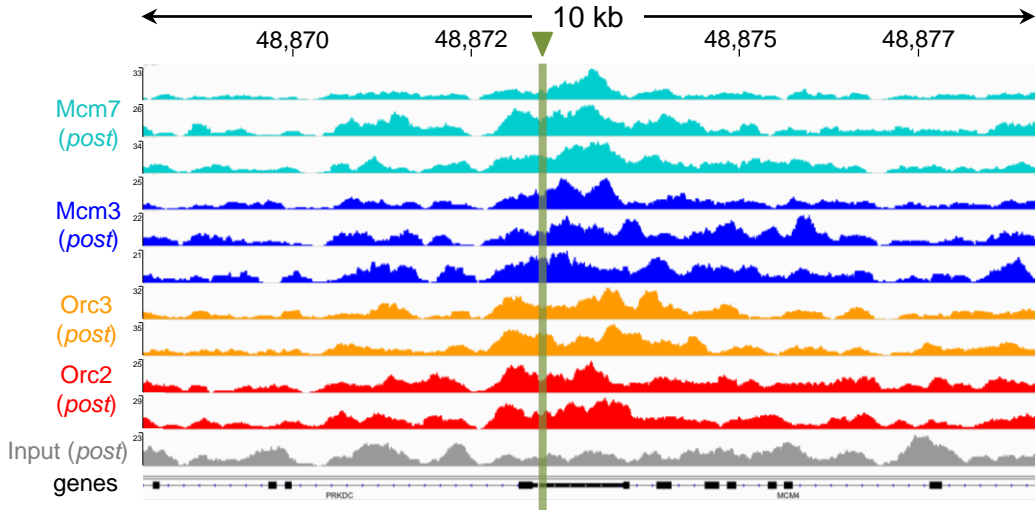 10 kb
48,870 48,872 48,875 48,877
33
Mcm7
(post)
26
34
25
Mcm3
(post)
22
21
32
Orc3
(post)
35
25
Orc2
(post)
29
23
Input (post)
genes
PRKDC MCM4